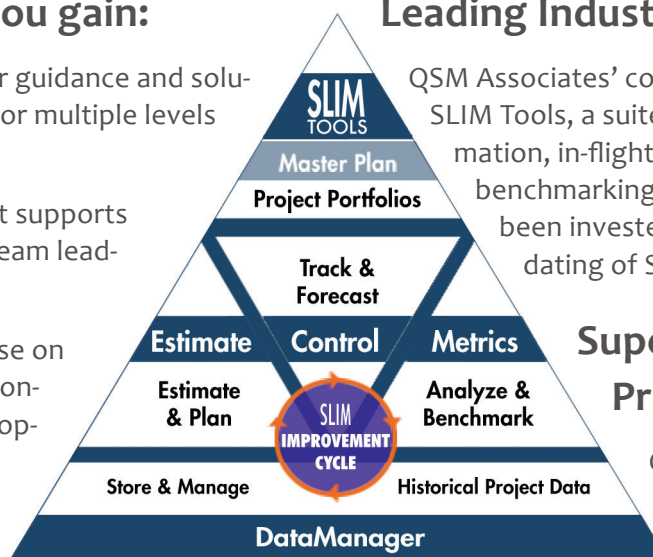 ou gain:
r guidance and solu-
or multiple levels
t supports
eam lead-
se on
on-
op-
SLIM
TOOLS
Master Plan
Project Portfolios
Track &
Forecast
Estimate
Control
Metrics
Estimate
& Plan
SLIM
IMPROVEMENT
CYCLE
Analyze &
Benchmark
Store & Manage
Historical Project Data
DataManager
Leading Indust
QSM Associates' co
SLIM Tools, a suite
mation, in-flight
benchmarking
been investe
dating of S
Supe
Pr